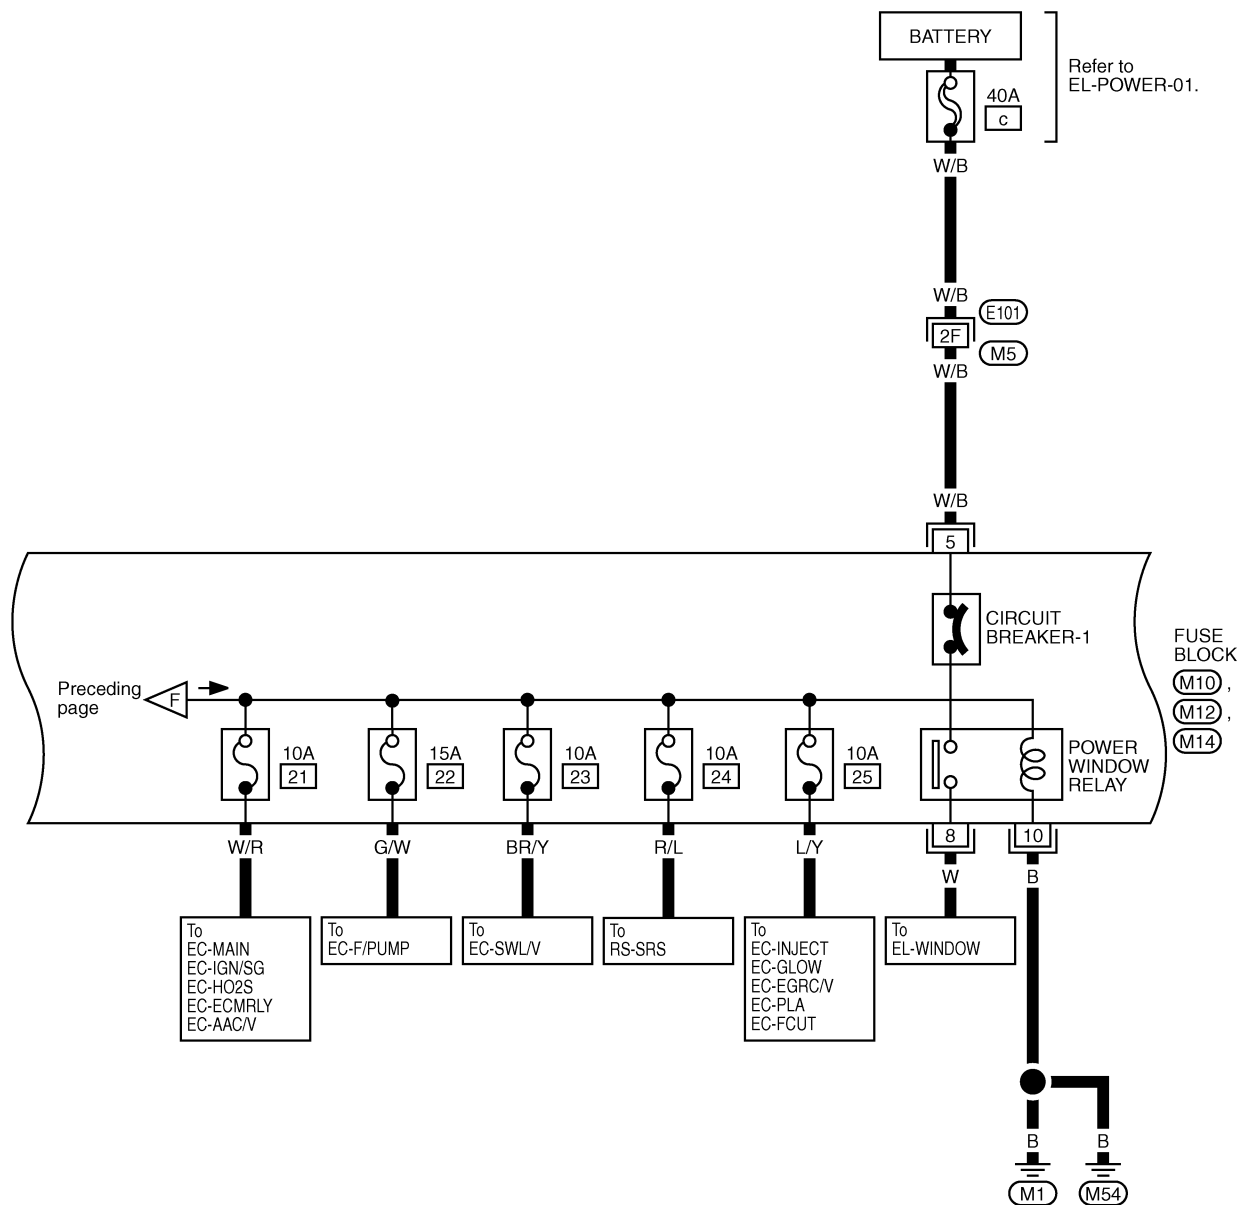 BATTERY
Refer to
EL-POWER-01.
40A
c
W/B
W/B
E101
2F
M5
W/B
W/B
5
CIRCUIT
BREAKER-1
FUSE
BLOCK
M10 ,
M12 ,
M14
Preceding
page
F
10A
21
15A
22
10A
23
10A
24
10A
25
POWER
WINDOW
RELAY
8
10
W/R
G/W
BR/Y
R/L
L/Y
W
B
To
EC-MAIN
EC-IGN/SG
EC-HO2S
EC-ECMRLY
EC-AAC/V
To
EC-F/PUMP
To
EC-SWL/V
To
RS-SRS
To
EC-INJECT
EC-GLOW
EC-EGRC/V
EC-PLA
EC-FCUT
To
EL-WINDOW
B
B
M1
M54